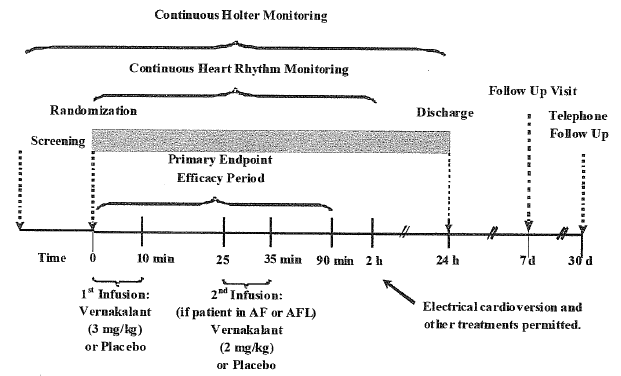 Continuous Holter Monitoring
Continuous Heart Rhythm Monitoring
Follow Up Visit
Randomization
Discharge
Telephone
Follow Up
Screening
Primary Endpoint
Efficacy Period
Time 0 10 min 25 35 min 90 min 2 h 24 h 7 d 30 d
1st Infusion:
Vernakalant
(3 mg/kg)
or Placebo
2nd Infusion:
(if patient in AF or AFL)
Vernakalant
(2 mg/kg)
or Placebo
Electrical cardioversion and
other treatments permitted.